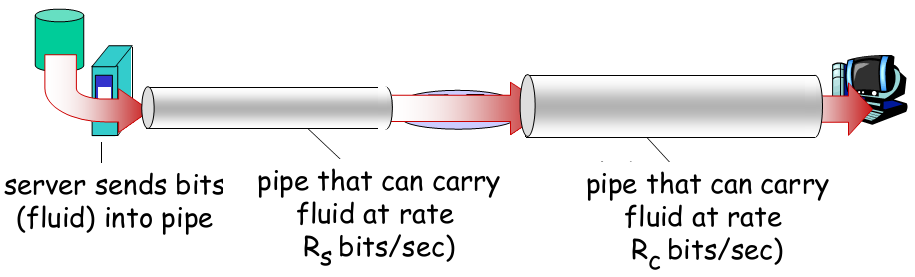 server sends bits
(fluid) into pipe
pipe that can carry
fluid at rate
Rs bits/sec)
pipe that can carry
fluid at rate
Rc bits/sec)